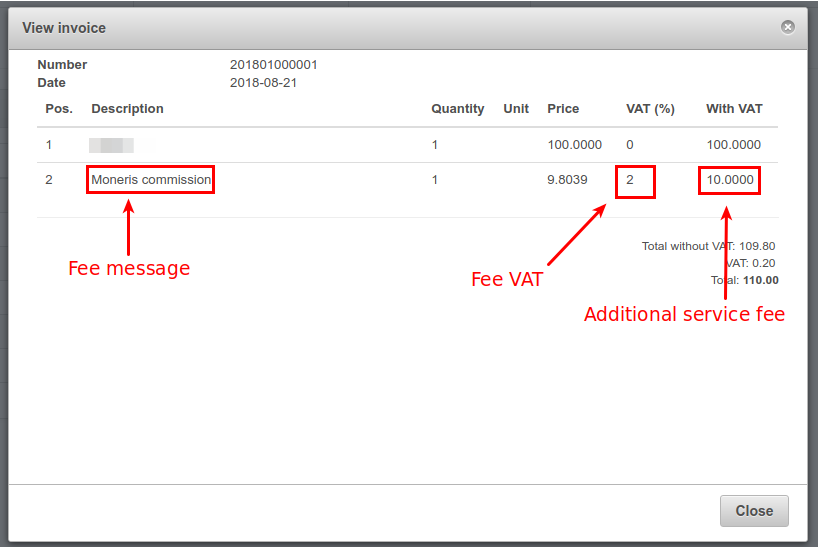 View invoice
Number 201801000001
Date 2018-08-21
Pos. Description Quantity Unit Price VAT (%) With VAT
1 1 100.0000 0 100.0000
2 Moneris commission 1 9.8039 2 10.0000
Total without VAT: 109.80
VAT: 0.20
Total: 110.00
Fee message
Fee VAT
Additional service fee
Close